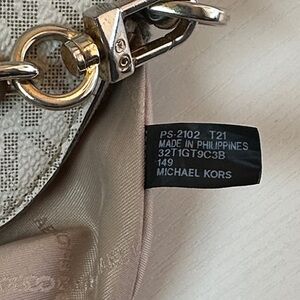 PS-2102 T21
MADE IN PHILIPPINES
32T1GT9C3B
149
MICHAEL KORS